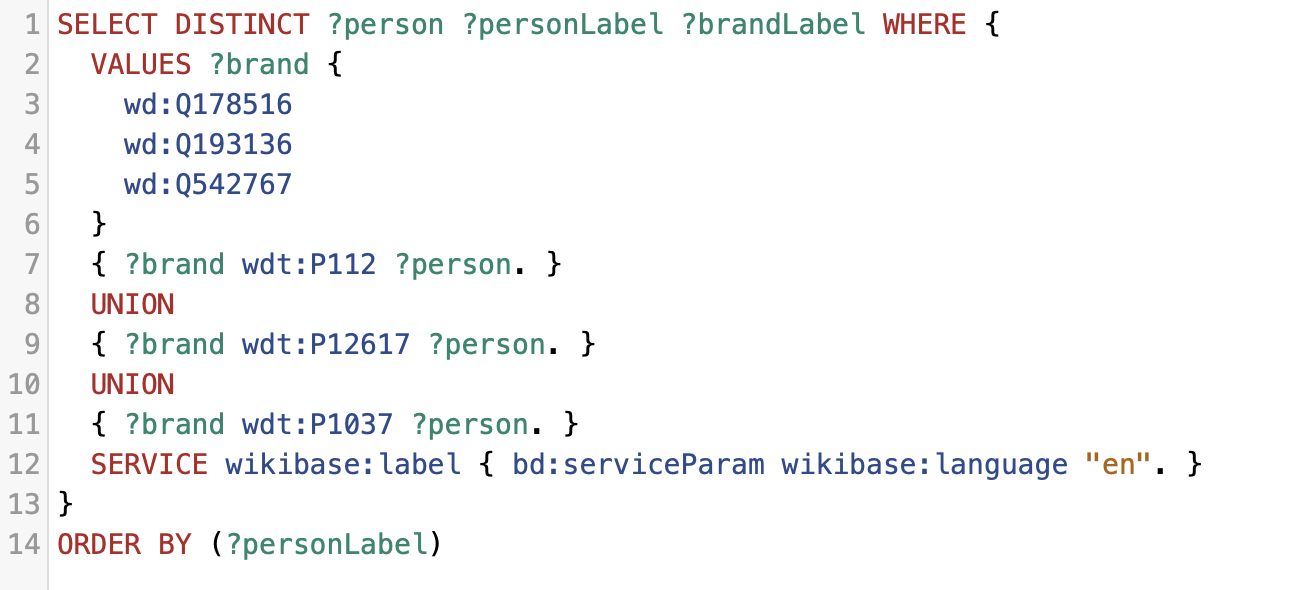 1 SELECT DISTINCT ?person ?personLabel ?brandLabel WHERE {
2   VALUES ?brand {
3     wd:Q178516
4     wd:Q193136
5     wd:Q542767
6   }
7   { ?brand wdt:P112 ?person. }
8   UNION
9   { ?brand wdt:P12617 ?person. }
10   UNION
11   { ?brand wdt:P1037 ?person. }
12   SERVICE wikibase:label { bd:serviceParam wikibase:language "en". }
13 }
14 ORDER BY (?personLabel)